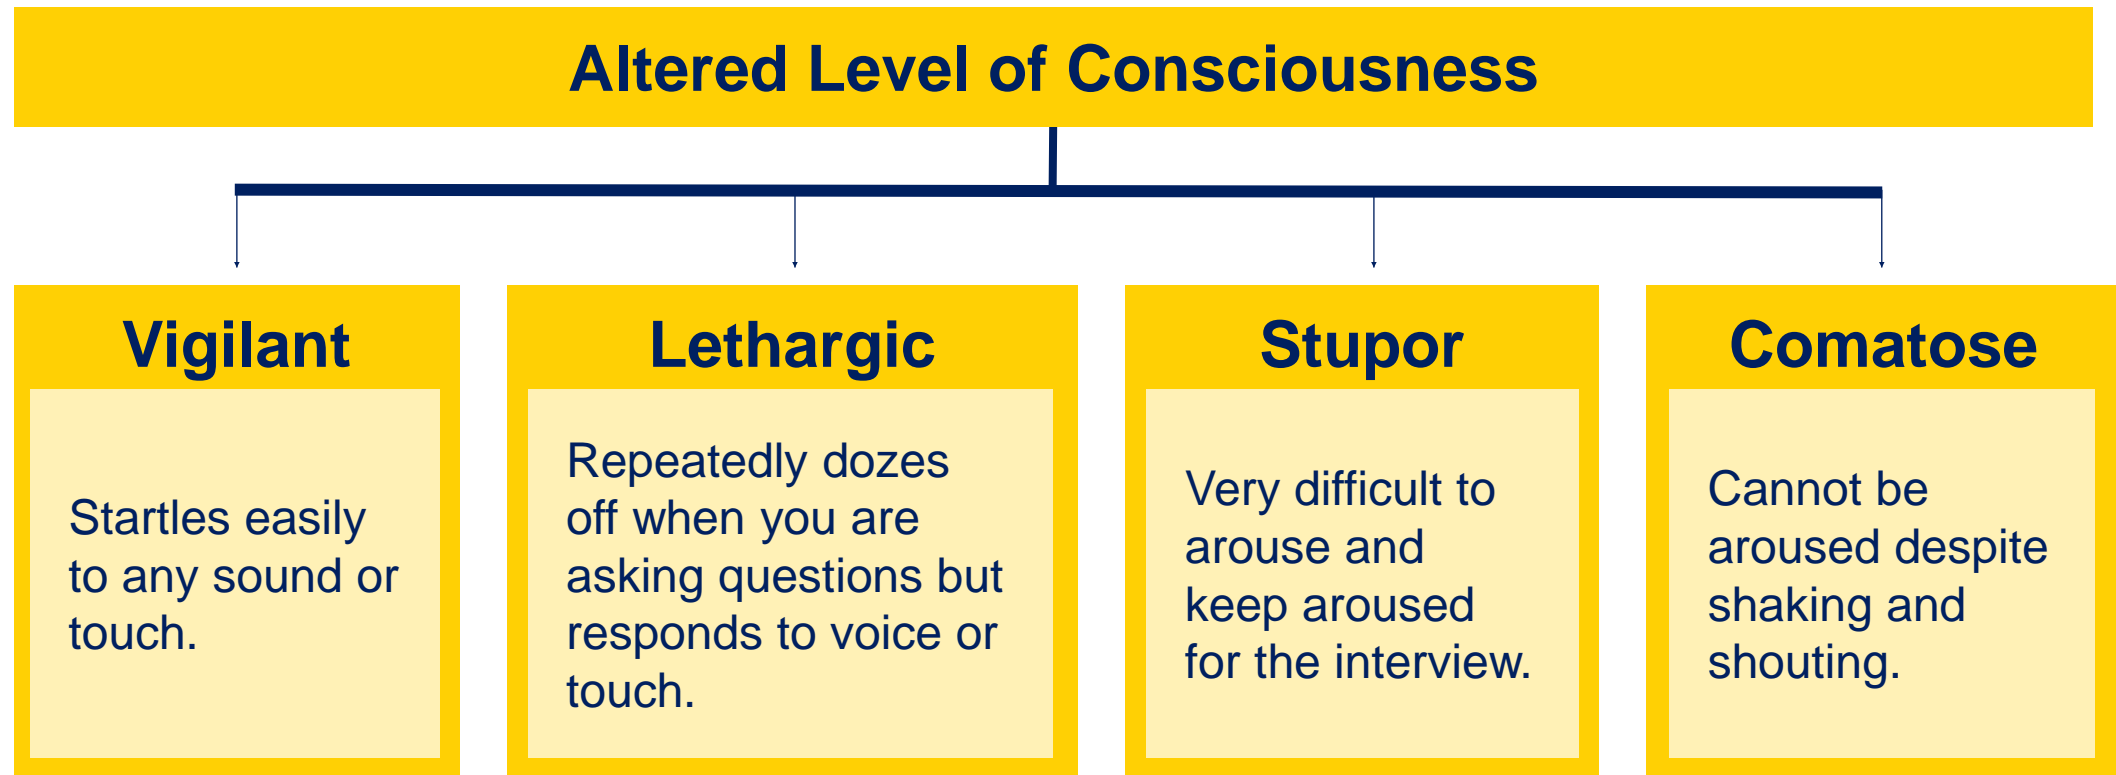 Altered Level of Consciousness
Vigilant
Startles easily
to any sound or
touch.
Lethargic
Repeatedly dozes
off when you are
asking questions but
responds to voice or
touch.
Stupor
Very difficult to
arouse and
keep aroused
for the interview.
Comatose
Cannot be
aroused despite
shaking and
shouting.